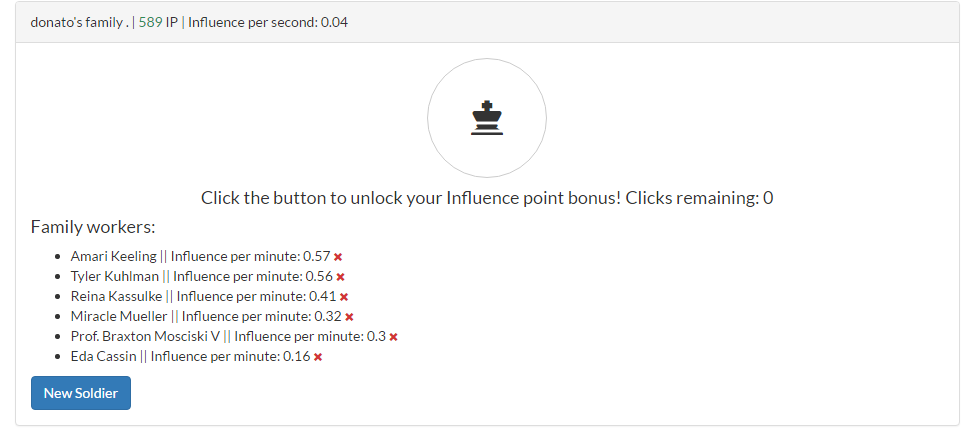 donato's family . | 589 IP | Influence per second: 0.04
Click the button to unlock your Influence point bonus! Clicks remaining: 0
Family workers:
Amari Keeling || Influence per minute: 0.57
Tyler Kuhlman || Influence per minute: 0.56
Reina Kassulke || Influence per minute: 0.41
Miracle Mueller || Influence per minute: 0.32
Prof. Braxton Mosciski V || Influence per minute: 0.3
Eda Cassin || Influence per minute: 0.16
New Soldier